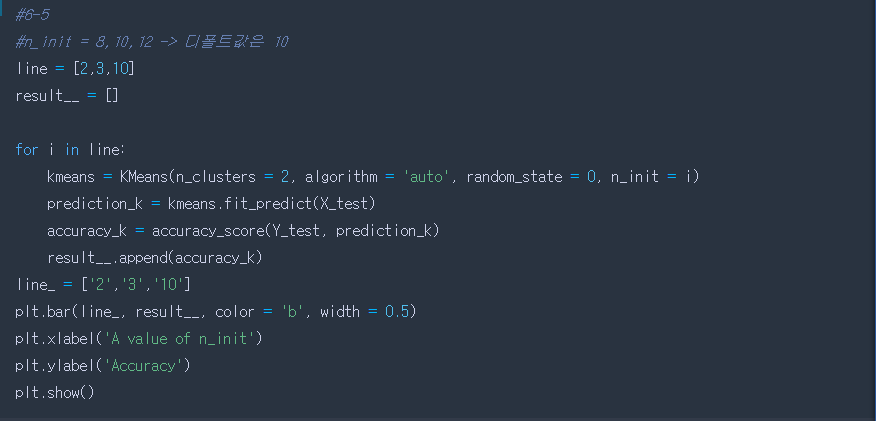 #6-5
#n_init = 8,10,12 -> 디폴트값은 10
line = [2,3,10]
result__ = []
for i in line:
    kmeans = KMeans(n_clusters = 2, algorithm = 'auto', random_state = 0, n_init = i)
    prediction_k = kmeans.fit_predict(X_test)
    accuracy_k = accuracy_score(Y_test, prediction_k)
    result__.append(accuracy_k)
line_ = ['2','3','10']
plt.bar(line_, result__, color = 'b', width = 0.5)
plt.xlabel('A value of n_init')
plt.ylabel('Accuracy')
plt.show()